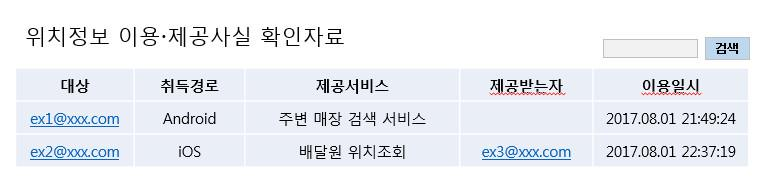 위치정보 이용·제공사실 확인자료
검색
대상 취득경로 제공서비스 제공받는자 이용일시
ex1@xxx.com Android 주변 매장 검색 서비스 2017.08.01 21:49:24
ex2@xxx.com iOS 배달원 위치조회 ex3@xxx.com 2017.08.01 22:37:19